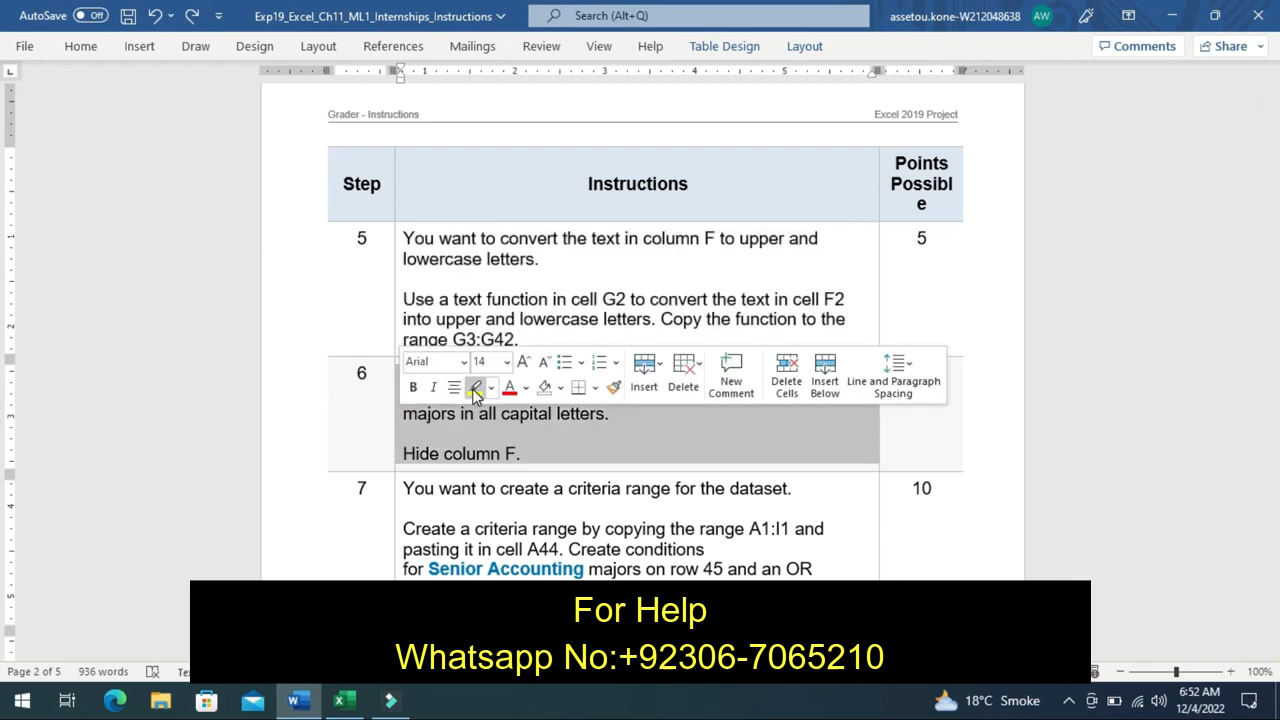 AutoSave Off Exp19_Excel_Ch11_ML1_Internships_Instructions Search (Alt+Q) assetou.kone-W212048638 AW
File Home Insert Draw Design Layout References Mailings Review View Help Table Design Layout Comments Share
1 2 3 4 5
Grader - Instructions Excel 2019 Project
Step Instructions Points Possibl e
5 You want to convert the text in column F to upper and 5
lowercase letters.
Use a text function in cell G2 to convert the text in cell F2
into upper and lowercase letters. Copy the function to the
range G3:G42.
Arial 14
Insert Delete New Comment Delete Cells Insert Below Line and Paragraph Spacing
6
majors in all capital letters.
Hide column F.
7 You want to create a criteria range for the dataset. 10
Create a criteria range by copying the range A1:I1 and
pasting it in cell A44. Create conditions
for Senior Accounting majors on row 45 and an OR
For Help
Whatsapp No:+92306-7065210
Page 2 of 5 936 words 100%
18°C Smoke 6:52 AM
12/4/2022